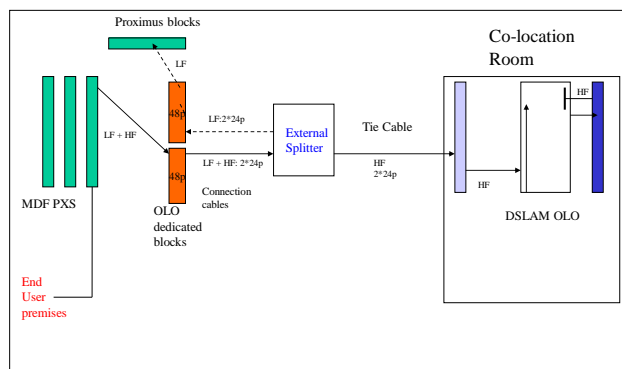 Proximus blocks
Co-location
Room
LF
48p
LF:2*24p
HF
LF + HF
External
Splitter
Tie Cable
48p
LF + HF: 2*24p
HF
2*24p
HF
MDF PXS
Connection
cables
OLO
dedicated
blocks
DSLAM OLO
End
User
premises